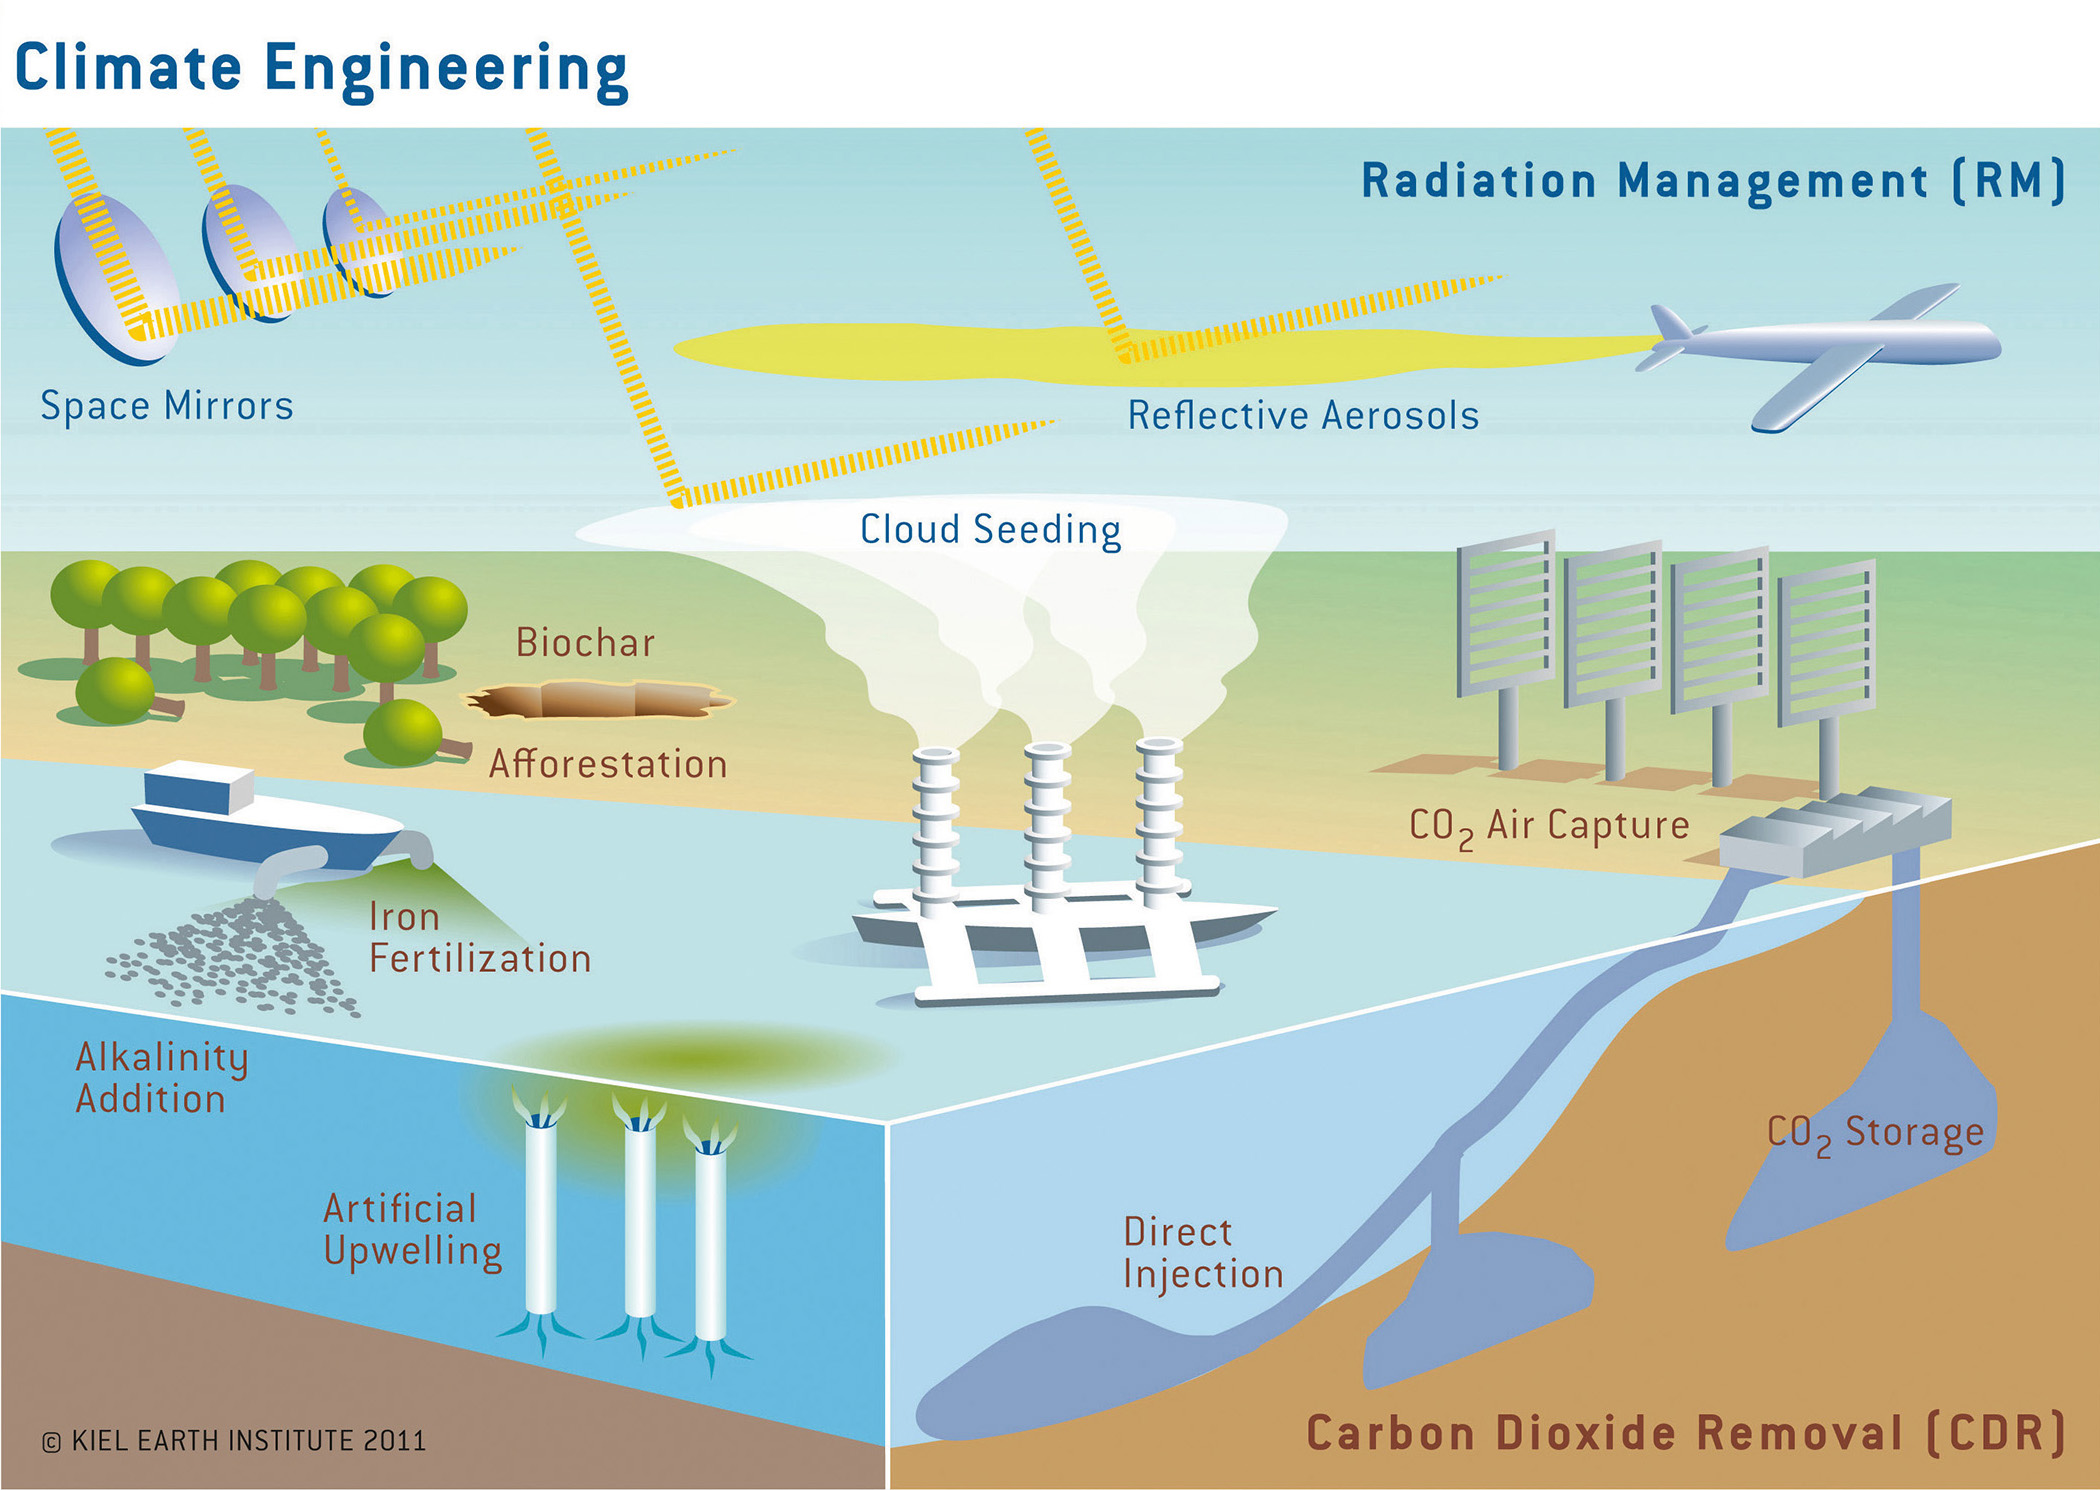 Climate Engineering
Radiation Management (RM)
Space Mirrors
Reflective Aerosols
Cloud Seeding
Biochar
Afforestation
CO₂ Air Capture
Iron
Fertilization
Alkalinity
Addition
CO₂ Storage
Artificial
Upwelling
Direct
Injection
© KIEL EARTH INSTITUTE 2011
Carbon Dioxide Removal (CDR)